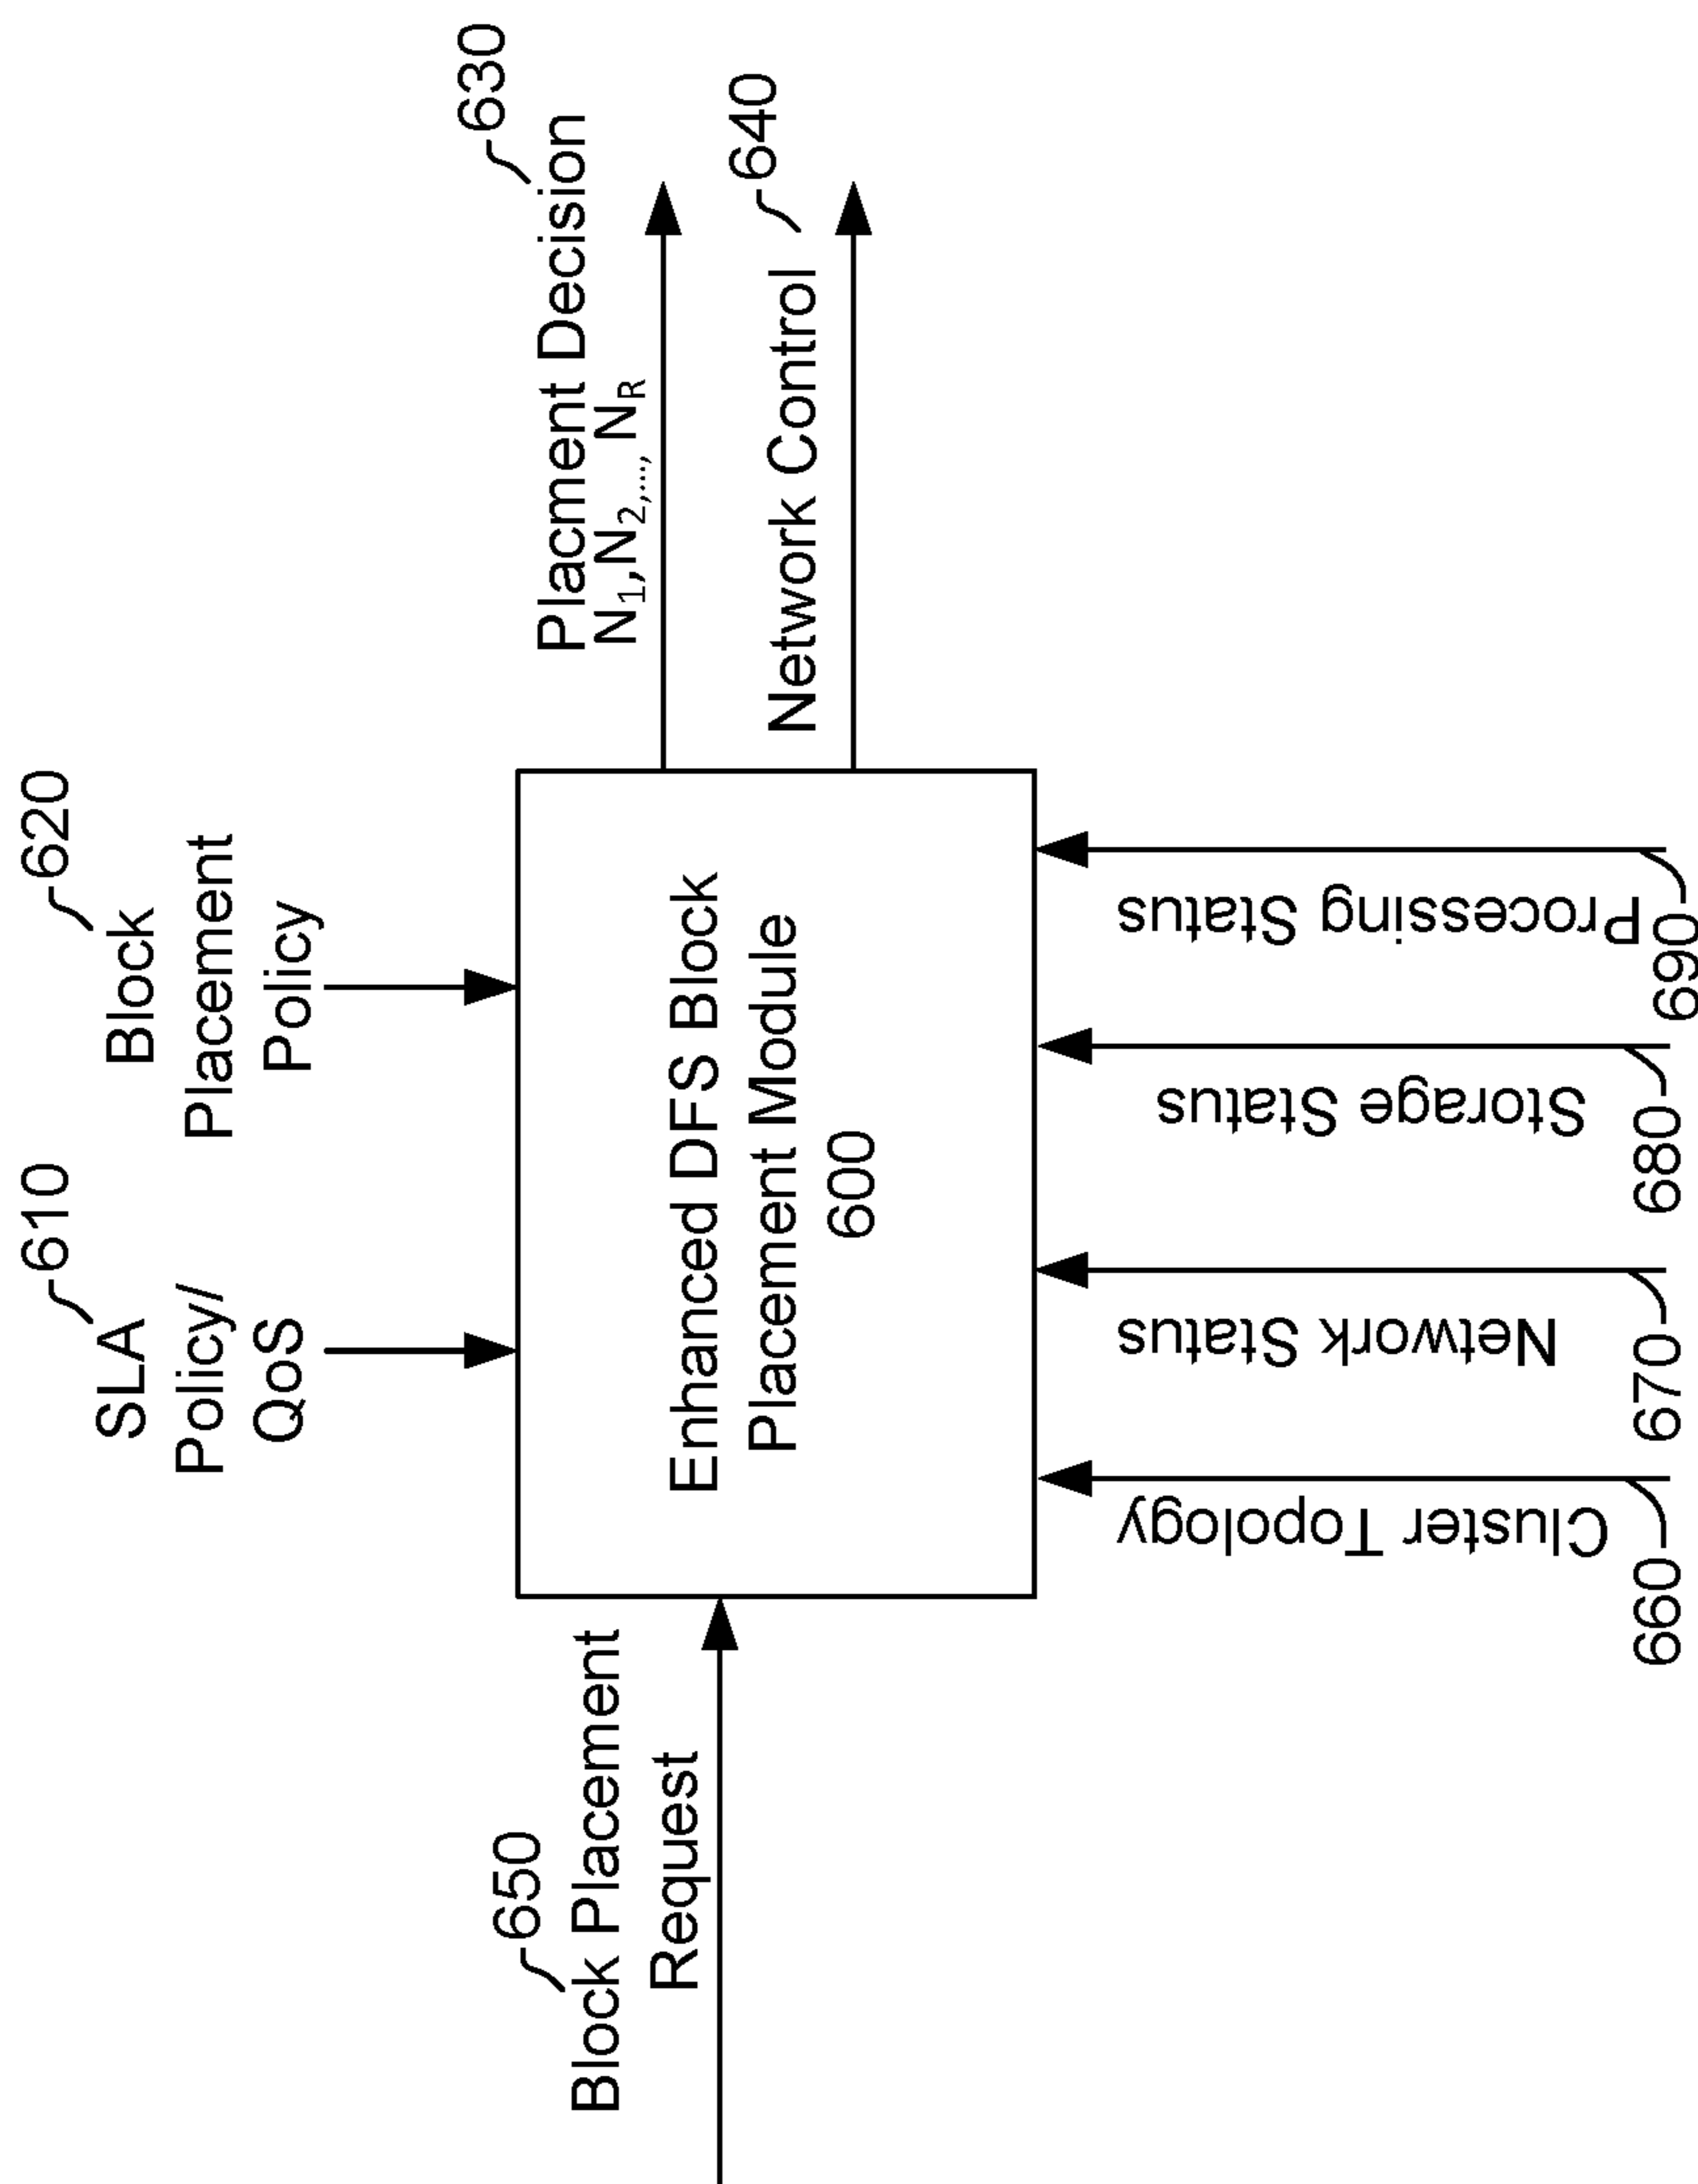 610
SLA
Policy/
QoS
620
Block
Placement
Policy
650
Block Placement
Request
Enhanced DFS Block
Placement Module
600
630
Placment Decision
N1,N2,..., NR
Network Control
640
Cluster Topology
660
Network Status
670
Storage Status
680
Processing Status
690